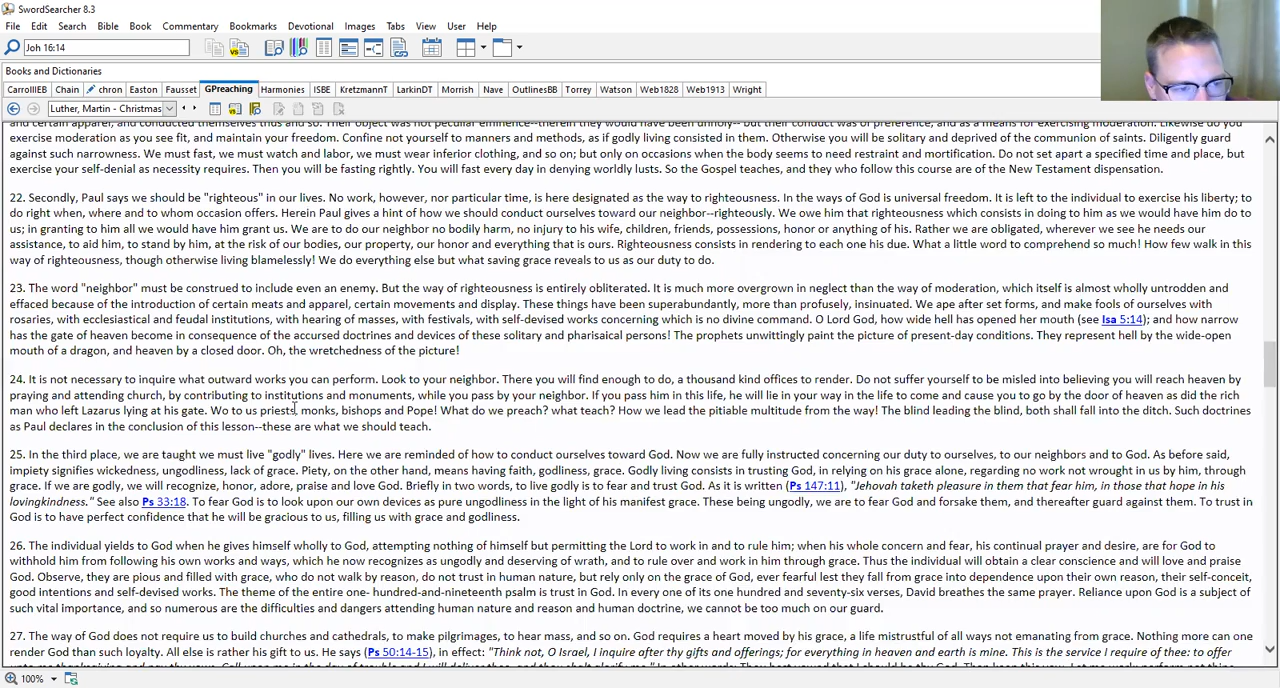 SwordSearcher 8.3
File Edit Search Bible Book Commentary Bookmarks Devotional Images Tabs View User Help
Joh 16:14
Books and Dictionaries
CarrollIEB Chain chron Easton Fausset GPreaching Harmonies ISBE KretzmannT LarkinDT Morrish Nave OutlinesBB Torrey Watson Web1828 Web1913 Wright
Luther, Martin - Christmas
and certain apparel, and conducted themselves thus and so. Their object was not peculiar eminence--therein they would have been unholy-- but their conduct was of preference, and as a means for exercising moderation. Likewise do you
exercise moderation as you see fit, and maintain your freedom. Confine not yourself to manners and methods, as if godly living consisted in them. Otherwise you will be solitary and deprived of the communion of saints. Diligently guard
against such narrowness. We must fast, we must watch and labor, we must wear inferior clothing, and so on; but only on occasions when the body seems to need restraint and mortification. Do not set apart a specified time and place, but
exercise your self-denial as necessity requires. Then you will be fasting rightly. You will fast every day in denying worldly lusts. So the Gospel teaches, and they who follow this course are of the New Testament dispensation.
22. Secondly, Paul says we should be "righteous" in our lives. No work, however, nor particular time, is here designated as the way to righteousness. In the ways of God is universal freedom. It is left to the individual to exercise his liberty; to
do right when, where and to whom occasion offers. Herein Paul gives a hint of how we should conduct ourselves toward our neighbor--righteously. We owe him that righteousness which consists in doing to him as we would have him do to
us; in granting to him all we would have him grant us. We are to do our neighbor no bodily harm, no injury to his wife, children, friends, possessions, honor or anything of his. Rather we are obligated, wherever we see he needs our
assistance, to aid him, to stand by him, at the risk of our bodies, our property, our honor and everything that is ours. Righteousness consists in rendering to each one his due. What a little word to comprehend so much! How few walk in this
way of righteousness, though otherwise living blamelessly! We do everything else but what saving grace reveals to us as our duty to do.
23. The word "neighbor" must be construed to include even an enemy. But the way of righteousness is entirely obliterated. It is much more overgrown in neglect than the way of moderation, which itself is almost wholly untrodden and
effaced because of the introduction of certain meats and apparel, certain movements and display. These things have been superabundantly, more than profusely, insinuated. We ape after set forms, and make fools of ourselves with
rosaries, with ecclesiastical and feudal institutions, with hearing of masses, with festivals, with self-devised works concerning which is no divine command. O Lord God, how wide hell has opened her mouth (see Isa 5:14); and how narrow
has the gate of heaven become in consequence of the accursed doctrines and devices of these solitary and pharisaical persons! The prophets unwittingly paint the picture of present-day conditions. They represent hell by the wide-open
mouth of a dragon, and heaven by a closed door. Oh, the wretchedness of the picture!
24. It is not necessary to inquire what outward works you can perform. Look to your neighbor. There you will find enough to do, a thousand kind offices to render. Do not suffer yourself to be misled into believing you will reach heaven by
praying and attending church, by contributing to institutions and monuments, while you pass by your neighbor. If you pass him in this life, he will lie in your way in the life to come and cause you to go by the door of heaven as did the rich
man who left Lazarus lying at his gate. Wo to us priests, monks, bishops and Pope! What do we preach? what teach? How we lead the pitiable multitude from the way! The blind leading the blind, both shall fall into the ditch. Such doctrines
as Paul declares in the conclusion of this lesson--these are what we should teach.
25. In the third place, we are taught we must live "godly" lives. Here we are reminded of how to conduct ourselves toward God. Now we are fully instructed concerning our duty to ourselves, to our neighbors and to God. As before said,
impiety signifies wickedness, ungodliness, lack of grace. Piety, on the other hand, means having faith, godliness, grace. Godly living consists in trusting God, in relying on his grace alone, regarding no work not wrought in us by him, through
grace. If we are godly, we will recognize, honor, adore, praise and love God. Briefly in two words, to live godly is to fear and trust God. As it is written (Ps 147:11), "Jehovah taketh pleasure in them that fear him, in those that hope in his
lovingkindness." See also Ps 33:18. To fear God is to look upon our own devices as pure ungodliness in the light of his manifest grace. These being ungodly, we are to fear God and forsake them, and thereafter guard against them. To trust in
God is to have perfect confidence that he will be gracious to us, filling us with grace and godliness.
26. The individual yields to God when he gives himself wholly to God, attempting nothing of himself but permitting the Lord to work in and to rule him; when his whole concern and fear, his continual prayer and desire, are for God to
withhold him from following his own works and ways, which he now recognizes as ungodly and deserving of wrath, and to rule over and work in him through grace. Thus the individual will obtain a clear conscience and will love and praise
God. Observe, they are pious and filled with grace, who do not walk by reason, do not trust in human nature, but rely only on the grace of God, ever fearful lest they fall from grace into dependence upon their own reason, their self-conceit,
good intentions and self-devised works. The theme of the entire one- hundred-and-nineteenth psalm is trust in God. In every one of its one hundred and seventy-six verses, David breathes the same prayer. Reliance upon God is a subject of
such vital importance, and so numerous are the difficulties and dangers attending human nature and reason and human doctrine, we cannot be too much on our guard.
27. The way of God does not require us to build churches and cathedrals, to make pilgrimages, to hear mass, and so on. God requires a heart moved by his grace, a life mistrustful of all ways not emanating from grace. Nothing more can one
render God than such loyalty. All else is rather his gift to us. He says (Ps 50:14-15), in effect: "Think not, O Israel, I inquire after thy gifts and offerings; for everything in heaven and earth is mine. This is the service I require of thee: to offer
100%